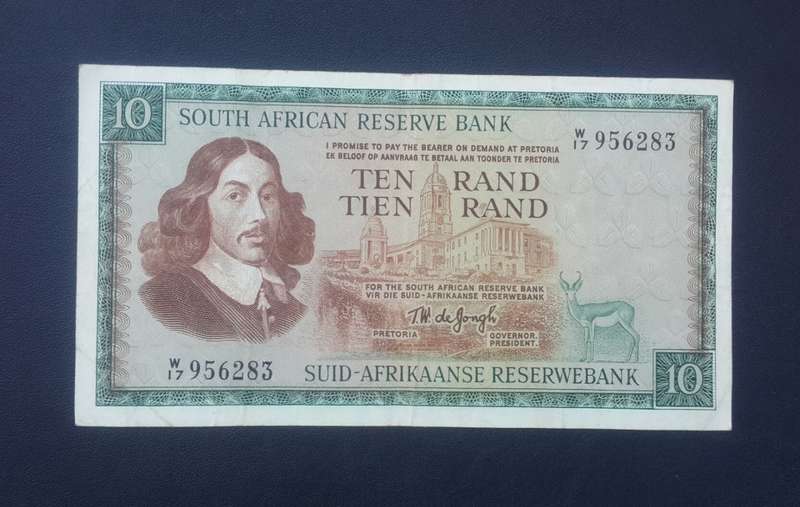 10
SOUTH AFRICAN RESERVE BANK
W/17 956283
I PROMISE TO PAY THE BEARER ON DEMAND AT PRETORIA
EK BELOOF OP AANVRAAG TE BETAAL AAN TOONDER TE PRETORIA
TEN RAND
TIEN RAND
FOR THE SOUTH AFRICAN RESERVE BANK
VIR DIE SUID-AFRIKAANSE RESERWEBANK
T.W. de Jongh
PRETORIA
GOVERNOR.
PRESIDENT.
W/17 956283
SUID-AFRIKAANSE RESERWEBANK
10